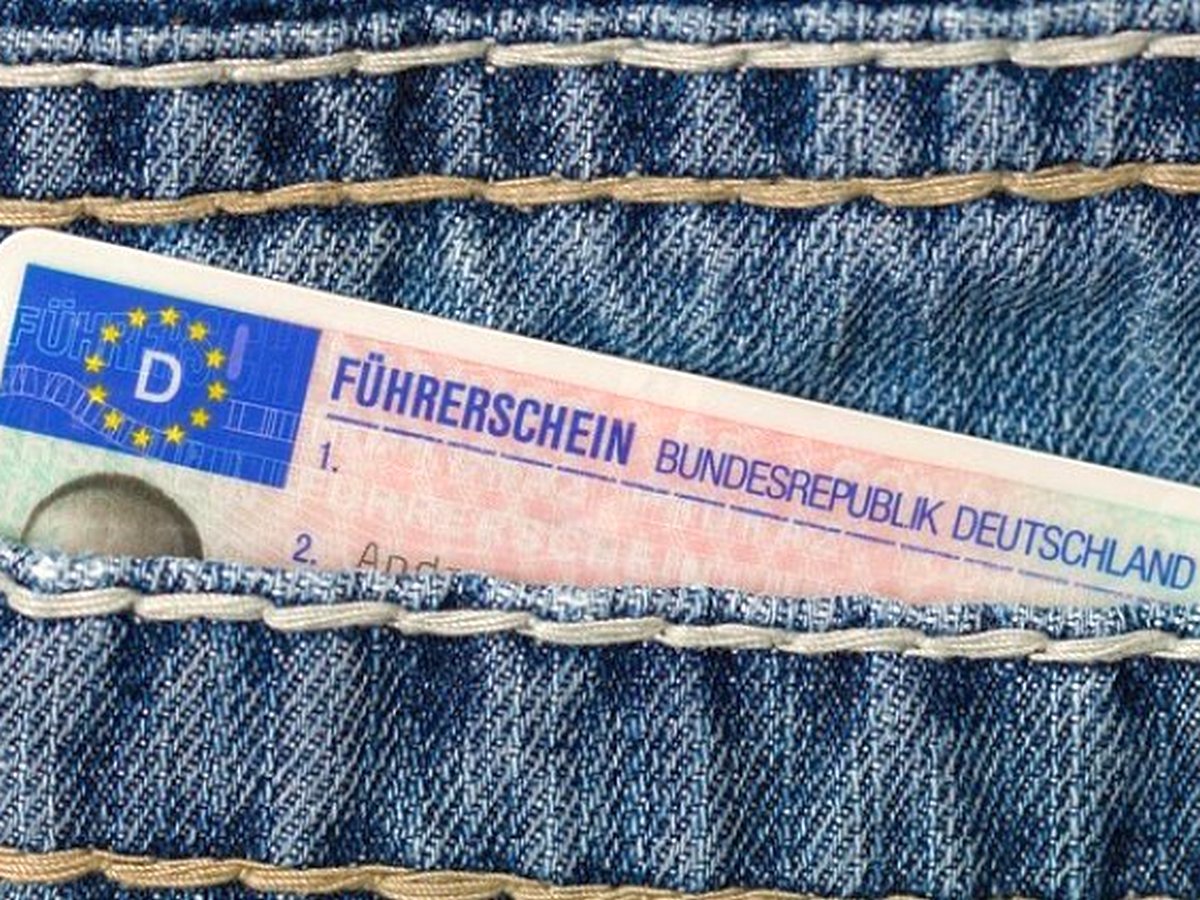 D
FÜHRERSCHEIN BUNDESREPUBLIK DEUTSCHLAND
1.
2.